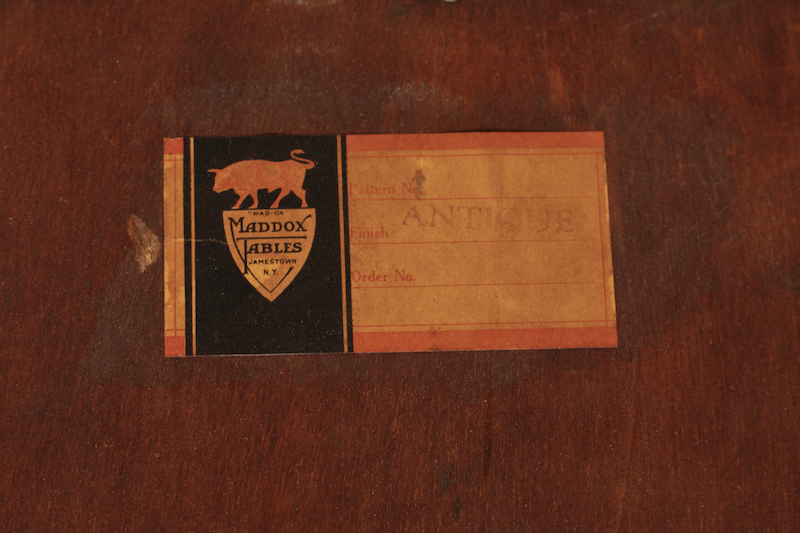 "MAD-OX"
MADDOX
TABLES
JAMESTOWN
N.Y.
Pattern No.
ANTIQUE
Finish
Order No.